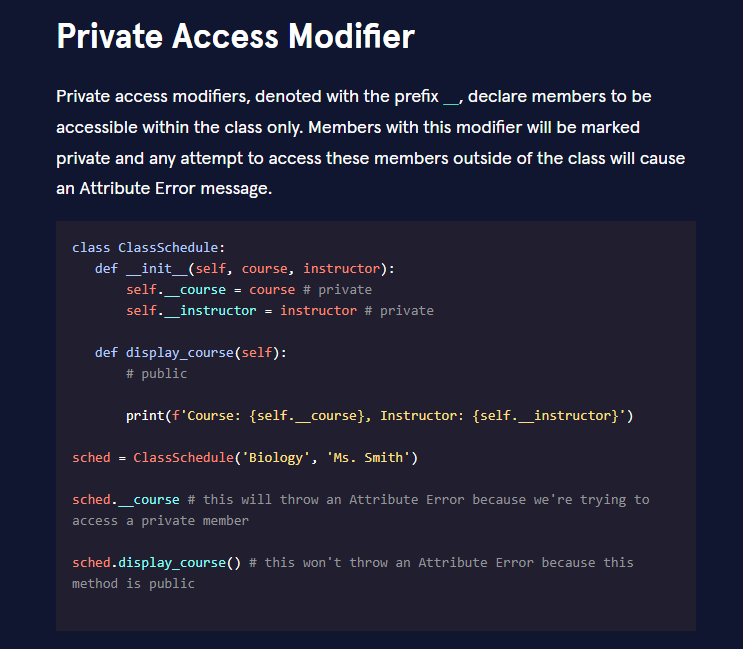 Private Access Modifier
Private access modifiers, denoted with the prefix __, declare members to be
accessible within the class only. Members with this modifier will be marked
private and any attempt to access these members outside of the class will cause
an Attribute Error message.
class ClassSchedule:
   def __init__(self, course, instructor):
       self.__course = course # private
       self.__instructor = instructor # private
   def display_course(self):
       # public
       print(f'Course: {self.__course}, Instructor: {self.__instructor}')
sched = ClassSchedule('Biology', 'Ms. Smith')
sched.__course # this will throw an Attribute Error because we're trying to
access a private member
sched.display_course() # this won't throw an Attribute Error because this
method is public